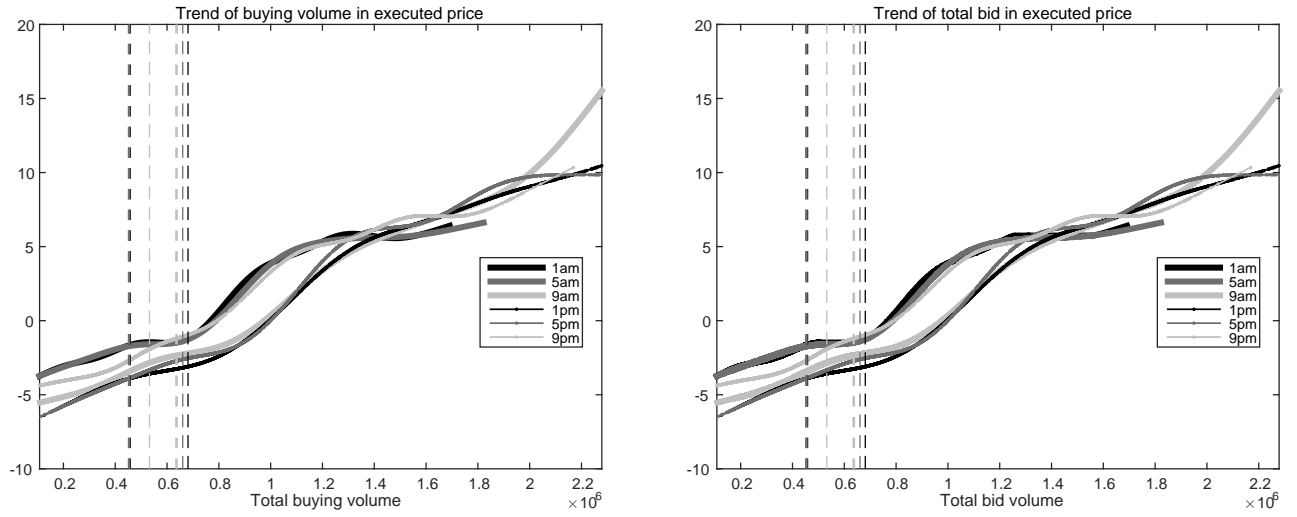 Trend of buying volume in executed price
20
15
10
5
0
-5
-10
0.2 0.4 0.6 0.8 1 1.2 1.4 1.6 1.8 2 2.2
Total buying volume
×10^6
1am
5am
9am
1pm
5pm
9pm
Trend of total bid in executed price
20
15
10
5
0
-5
-10
0.2 0.4 0.6 0.8 1 1.2 1.4 1.6 1.8 2 2.2
Total bid volume
×10^6
1am
5am
9am
1pm
5pm
9pm